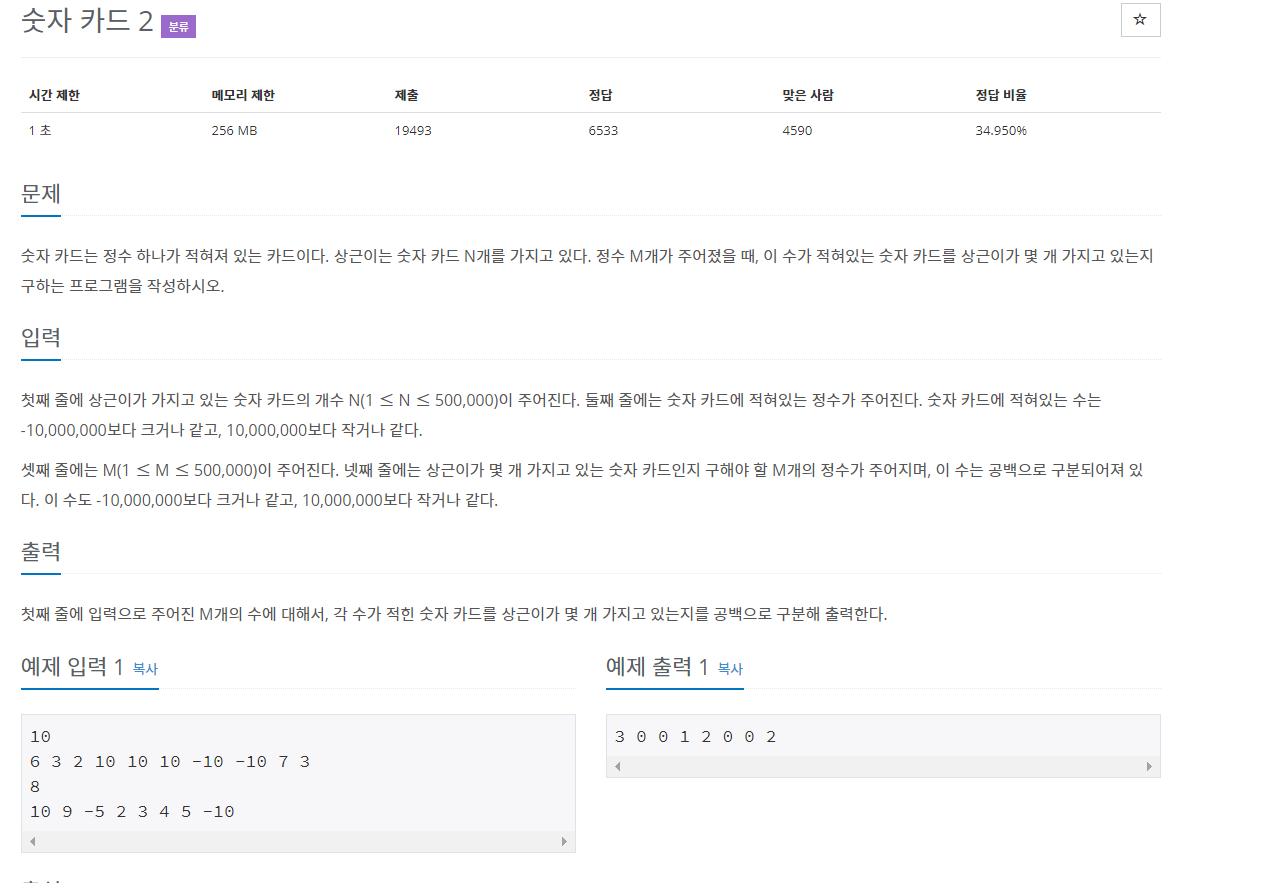 숫자 카드 2 분류
☆
시간 제한 메모리 제한 제출 정답 맞은 사람 정답 비율
1 초 256 MB 19493 6533 4590 34.950%
문제
숫자 카드는 정수 하나가 적혀져 있는 카드이다. 상근이는 숫자 카드 N개를 가지고 있다. 정수 M개가 주어졌을 때, 이 수가 적혀있는 숫자 카드를 상근이가 몇 개 가지고 있는지
구하는 프로그램을 작성하시오.
입력
첫째 줄에 상근이가 가지고 있는 숫자 카드의 개수 N(1 ≤ N ≤ 500,000)이 주어진다. 둘째 줄에는 숫자 카드에 적혀있는 정수가 주어진다. 숫자 카드에 적혀있는 수는
-10,000,000보다 크거나 같고, 10,000,000보다 작거나 같다.
셋째 줄에는 M(1 ≤ M ≤ 500,000)이 주어진다. 넷째 줄에는 상근이가 몇 개 가지고 있는 숫자 카드인지 구해야 할 M개의 정수가 주어지며, 이 수는 공백으로 구분되어져 있
다. 이 수도 -10,000,000보다 크거나 같고, 10,000,000보다 작거나 같다.
출력
첫째 줄에 입력으로 주어진 M개의 수에 대해서, 각 수가 적힌 숫자 카드를 상근이가 몇 개 가지고 있는지를 공백으로 구분해 출력한다.
예제 입력 1 복사
10
6 3 2 10 10 10 -10 -10 7 3
8
10 9 -5 2 3 4 5 -10
예제 출력 1 복사
3 0 0 1 2 0 0 2